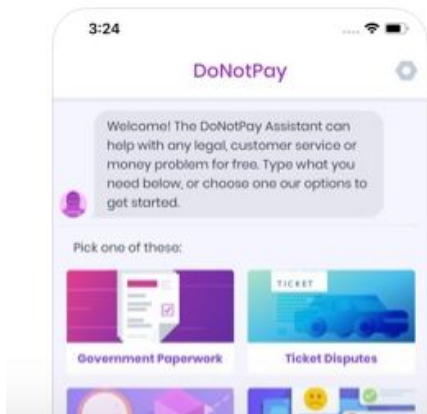 3:24
DoNotPay
Welcome! The DoNotPay Assistant can
help with any legal, customer service or
money problem for free. Type what you
need below, or choose one our options to
get started.
Pick one of these:
TICKET
Government Paperwork
Ticket Disputes